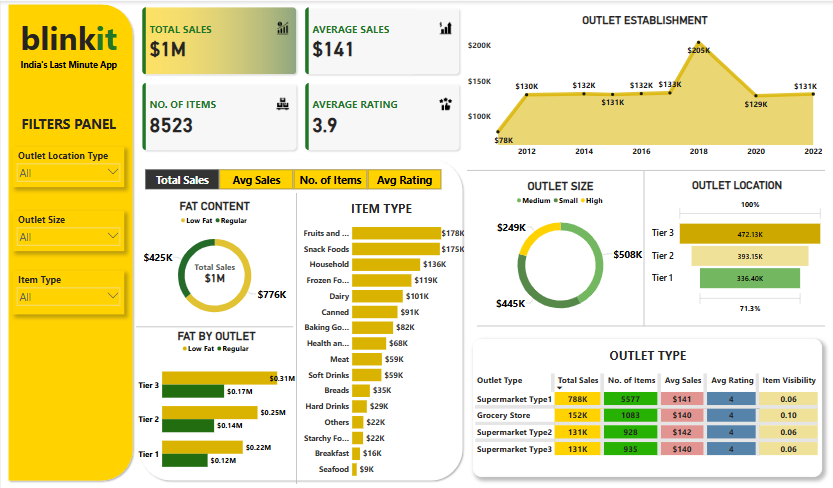 blinkit
India's Last Minute App
FILTERS PANEL
Outlet Location Type
All
Outlet Size
All
Item Type
All
TOTAL SALES
$1M
AVERAGE SALES
$141
NO. OF ITEMS
8523
AVERAGE RATING
3.9
OUTLET ESTABLISHMENT
$200K
$150K
$100K
$78K
$130K
$132K
$131K
$132K
$133K
$205K
$129K
$131K
2012
2014
2016
2018
2020
2022
Total Sales
Avg Sales
No. of Items
Avg Rating
FAT CONTENT
Low Fat
Regular
$425K
Total Sales
$1M
$776K
FAT BY OUTLET
Low Fat
Regular
Tier 3
$0.31M
$0.17M
Tier 2
$0.25M
$0.14M
Tier 1
$0.22M
$0.12M
ITEM TYPE
Fruits and ... $178K
Snack Foods $175K
Household $136K
Frozen Fo... $119K
Dairy $101K
Canned $91K
Baking Go... $82K
Health an... $68K
Meat $59K
Soft Drinks $59K
Breads $35K
Hard Drinks $29K
Others $22K
Starchy Fo... $22K
Breakfast $16K
Seafood $9K
OUTLET SIZE
Medium Small High
$249K
$508K
$445K
OUTLET LOCATION
100%
Tier 3 472.13K
Tier 2 393.15K
Tier 1 336.40K
71.3%
OUTLET TYPE
Outlet Type Total Sales No. of Items Avg Sales Avg Rating Item Visibility
Supermarket Type1 788K 5577 $141 4 0.06
Grocery Store 152K 1083 $140 4 0.10
Supermarket Type2 131K 928 $142 4 0.06
Supermarket Type3 131K 935 $140 4 0.06